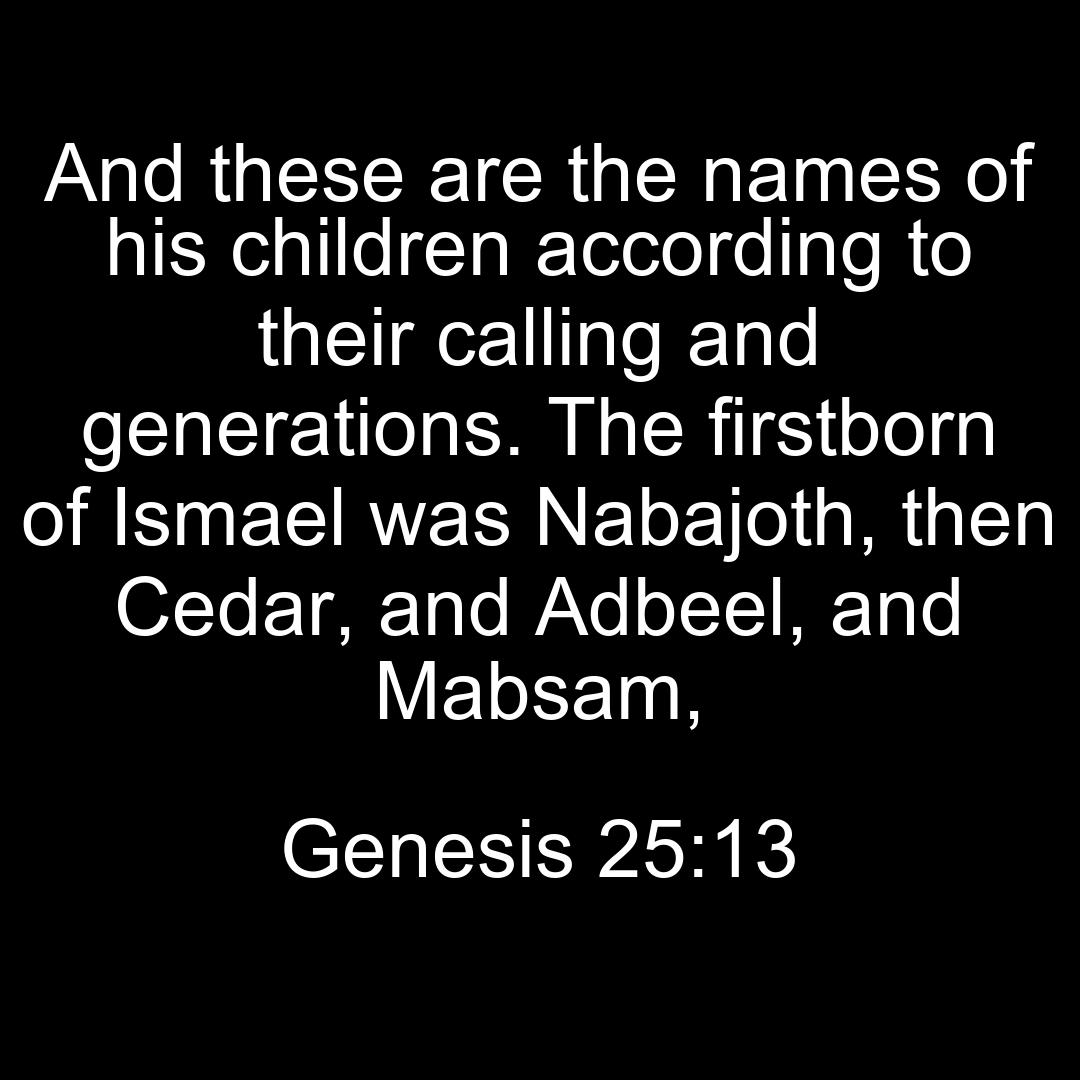 And these are the names of
his children according to
their calling and
generations. The firstborn
of Ismael was Nabajoth, then
Cedar, and Adbeel, and
Mabsam,
Genesis 25:13